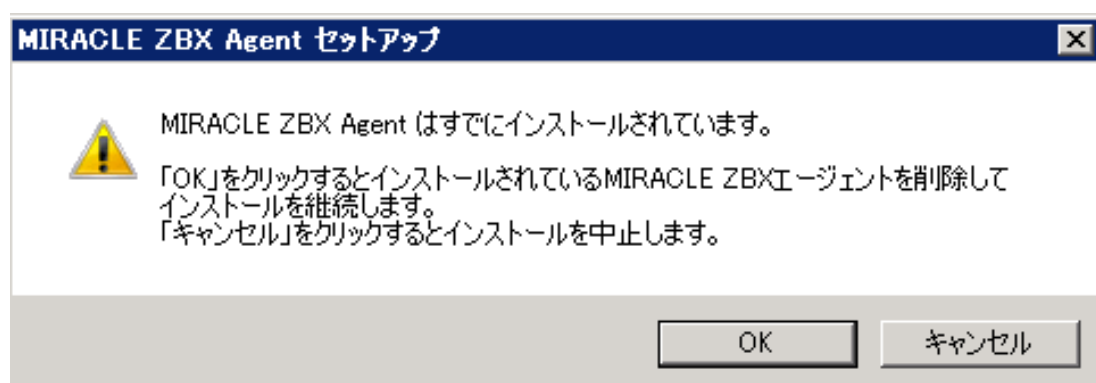 MIRACLE ZBX Agent セットアップ
MIRACLE ZBX Agent はすでにインストールされています。
「OK」をクリックするとインストールされているMIRACLE ZBXエージェントを削除して
インストールを継続します。
「キャンセル」をクリックするとインストールを中止します。
OK
キャンセル